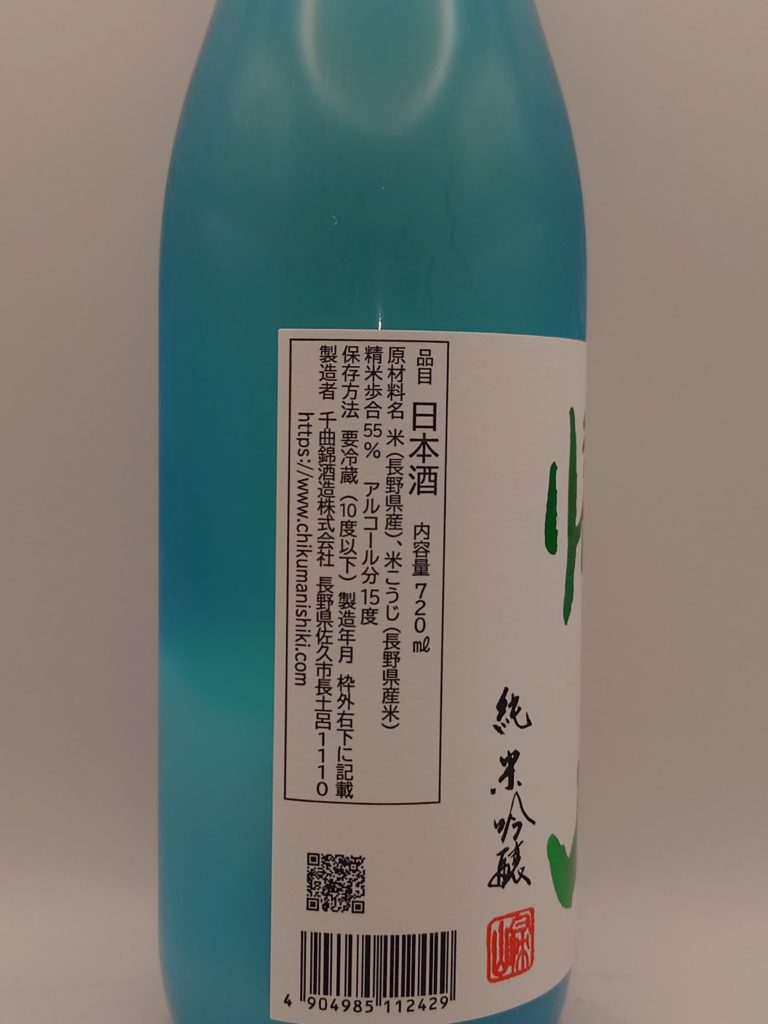 品目 日本酒 内容量 720㎖
原材料名 米(長野県産)、米こうじ(長野県産米)
精米歩合 55% アルコール分 15度
保存方法 要冷蔵(10度以下) 製造年月 枠外右下に記載
製造者 千曲錦酒造株式会社 長野県佐久市長土呂1110
https://www.chikumanishiki.com
純米吟醸
4 904985 112429